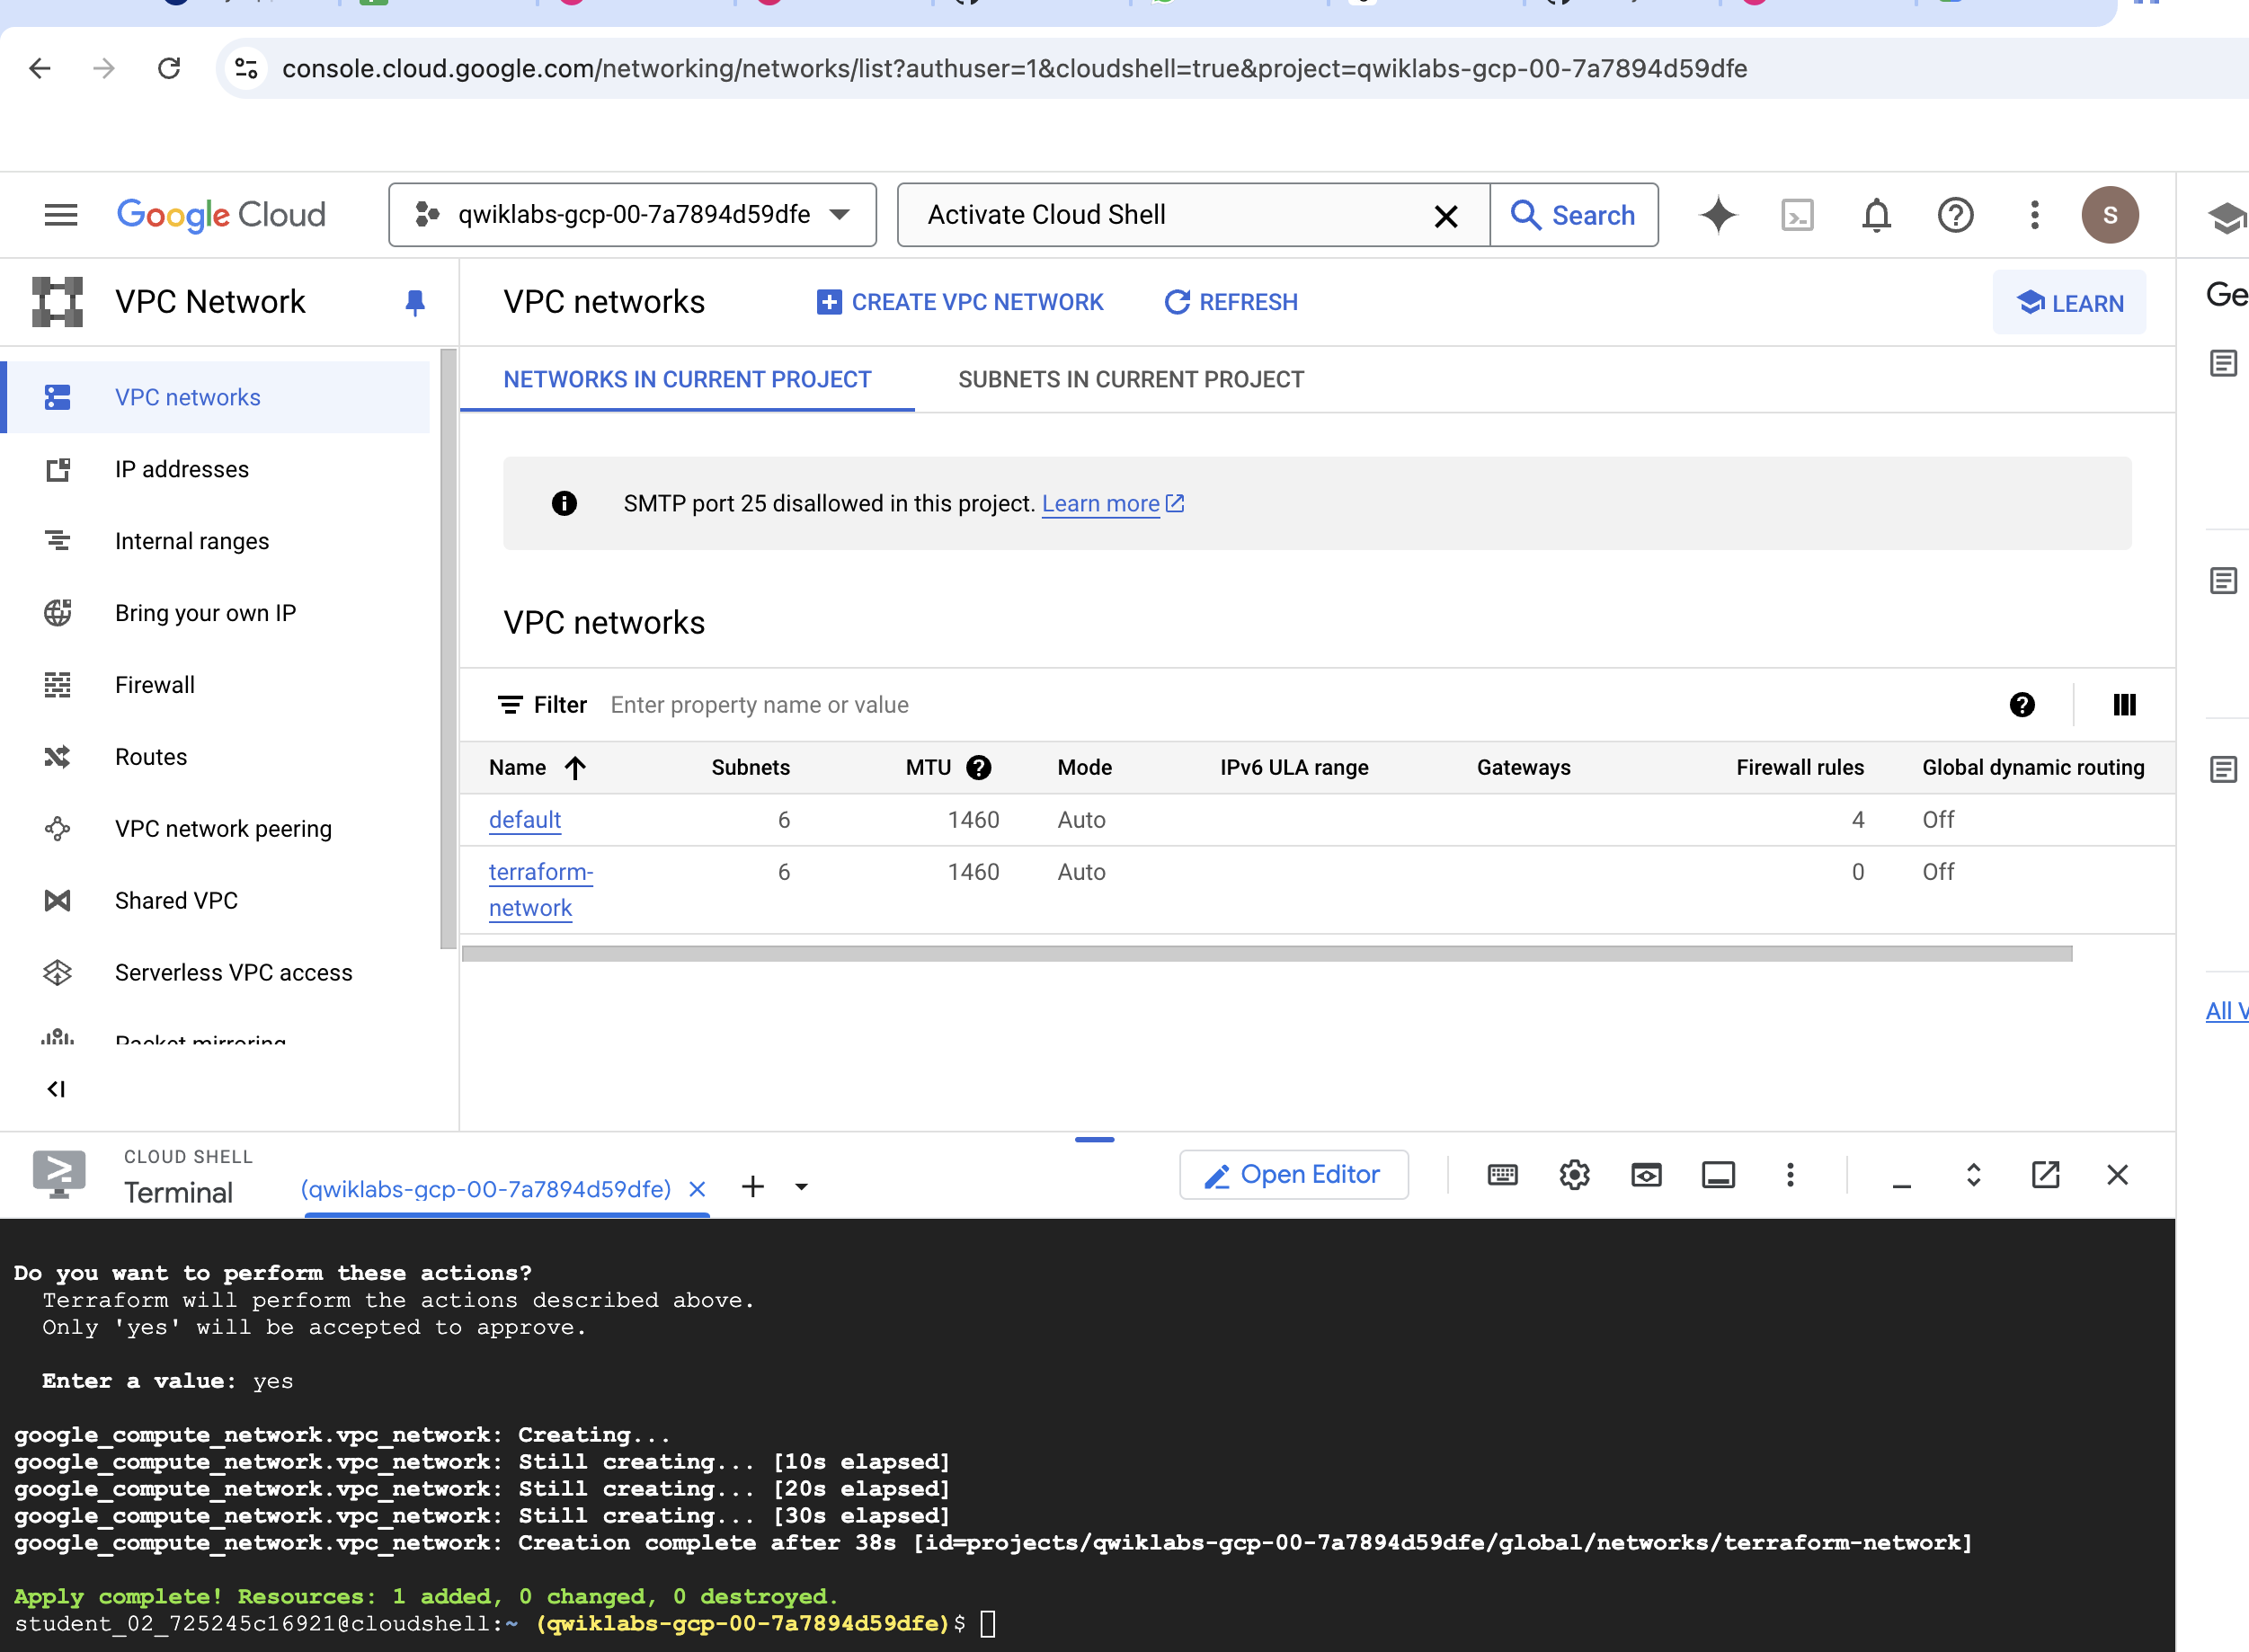 console.cloud.google.com/networking/networks/list?authuser=1&cloudshell=true&project=qwiklabs-gcp-00-7a7894d59dfe
Google Cloud
qwiklabs-gcp-00-7a7894d59dfe
Activate Cloud Shell
Search
S
VPC Network
VPC networks
CREATE VPC NETWORK
REFRESH
LEARN
VPC networks
IP addresses
Internal ranges
Bring your own IP
Firewall
Routes
VPC network peering
Shared VPC
Serverless VPC access
Packet mirroring
NETWORKS IN CURRENT PROJECT
SUBNETS IN CURRENT PROJECT
SMTP port 25 disallowed in this project. Learn more
VPC networks
Filter Enter property name or value
Name Subnets MTU Mode IPv6 ULA range Gateways Firewall rules Global dynamic routing
default 6 1460 Auto 4 Off
terraform- 6 1460 Auto 0 Off
network
All V
CLOUD SHELL
Terminal
(qwiklabs-gcp-00-7a7894d59dfe)
Open Editor
Do you want to perform these actions?
Terraform will perform the actions described above.
Only 'yes' will be accepted to approve.
Enter a value: yes
google_compute_network.vpc_network: Creating...
google_compute_network.vpc_network: Still creating... [10s elapsed]
google_compute_network.vpc_network: Still creating... [20s elapsed]
google_compute_network.vpc_network: Still creating... [30s elapsed]
google_compute_network.vpc_network: Creation complete after 38s [id=projects/qwiklabs-gcp-00-7a7894d59dfe/global/networks/terraform-network]
Apply complete! Resources: 1 added, 0 changed, 0 destroyed.
student_02_725245c16921@cloudshell:~ (qwiklabs-gcp-00-7a7894d59dfe)$